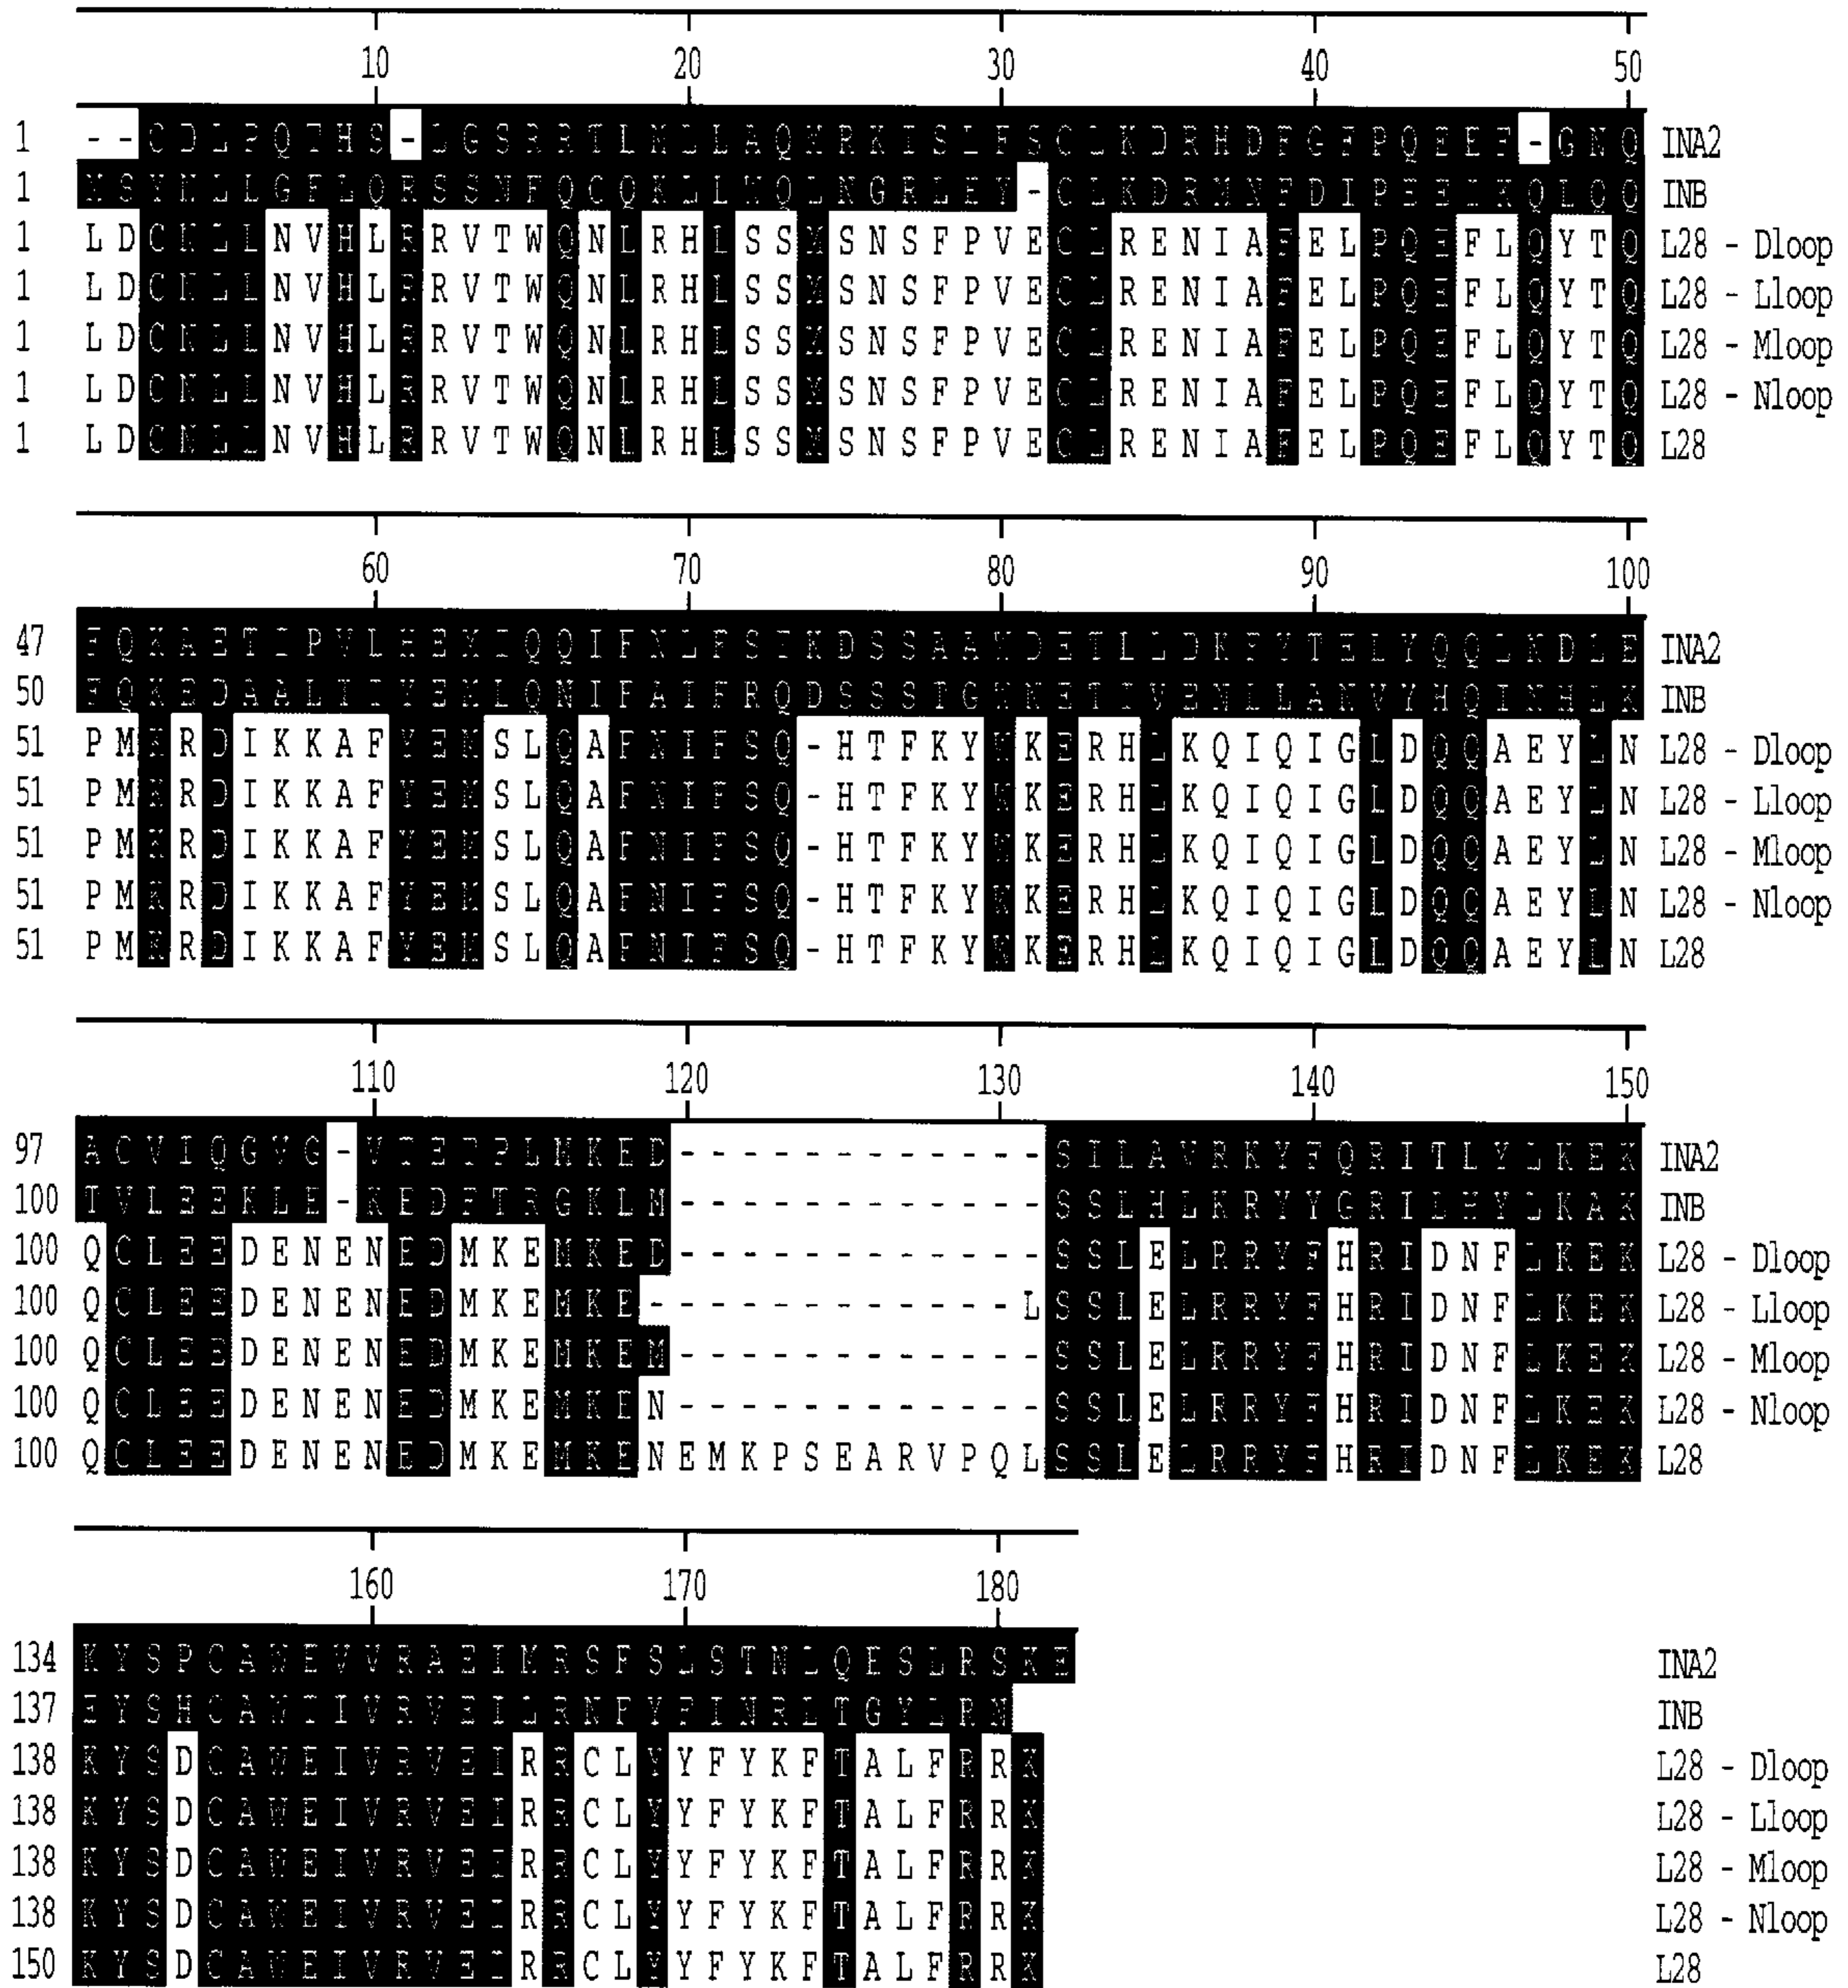 10 20 30 40 50
1 - - C D L P Q T H S - L G S R R T L M L L A Q M R K I S L F S C L K D R H D F G F P Q E E F - G N Q INA2
1 M S Y N L L G F L Q R S S N F Q C Q K L L W Q L N G R L E Y - C L K D R M N F D I P E E I K Q L Q Q INB
1 L D C N L L N V H L R R V T W Q N L R H L S S M S N S F P V E C L R E N I A F E L P Q E F L Q Y T Q L28 - Dloop
1 L D C N L L N V H L R R V T W Q N L R H L S S M S N S F P V E C L R E N I A F E L P Q E F L Q Y T Q L28 - Lloop
1 L D C N L L N V H L R R V T W Q N L R H L S S M S N S F P V E C L R E N I A F E L P Q E F L Q Y T Q L28 - Mloop
1 L D C N L L N V H L R R V T W Q N L R H L S S M S N S F P V E C L R E N I A F E L P Q E F L Q Y T Q L28 - Nloop
1 L D C N L L N V H L R R V T W Q N L R H L S S M S N S F P V E C L R E N I A F E L P Q E F L Q Y T Q L28
60 70 80 90 100
47 F Q K A E T I P V L H E M I Q Q I F N L F S T K D S S A A W D E T L L D K F Y T E L Y Q Q L N D L E INA2
50 F Q K E D A A L T I Y E M L Q N I F A I F R Q D S S S T G W N E T I V E N L L A N V Y H Q I N H L K INB
51 P M K R D I K K A F Y E M S L Q A F N I F S Q - H T F K Y W K E R H L K Q I Q I G L D Q Q A E Y L N L28 - Dloop
51 P M K R D I K K A F Y E M S L Q A F N I F S Q - H T F K Y W K E R H L K Q I Q I G L D Q Q A E Y L N L28 - Lloop
51 P M K R D I K K A F Y E M S L Q A F N I F S Q - H T F K Y W K E R H L K Q I Q I G L D Q Q A E Y L N L28 - Mloop
51 P M K R D I K K A F Y E M S L Q A F N I F S Q - H T F K Y W K E R H L K Q I Q I G L D Q Q A E Y L N L28 - Nloop
51 P M K R D I K K A F Y E M S L Q A F N I F S Q - H T F K Y W K E R H L K Q I Q I G L D Q Q A E Y L N L28
110 120 130 140 150
97 A C V I Q G V G - V T E T P L M K E D - - - - - - - - - - - - S I L A V R K Y F Q R I T L Y L K E K INA2
100 T V L E E K L E - K E D F T R G K L M - - - - - - - - - - - - S S L H L K R Y Y G R I L H Y L K A K INB
100 Q C L E E D E N E N E D M K E M K E D - - - - - - - - - - - - S S L E L R R Y F H R I D N F L K E K L28 - Dloop
100 Q C L E E D E N E N E D M K E M K E - - - - - - - - - - - - L S S L E L R R Y F H R I D N F L K E K L28 - Lloop
100 Q C L E E D E N E N E D M K E M K E M - - - - - - - - - - - - S S L E L R R Y F H R I D N F L K E K L28 - Mloop
100 Q C L E E D E N E N E D M K E M K E N - - - - - - - - - - - - S S L E L R R Y F H R I D N F L K E K L28 - Nloop
100 Q C L E E D E N E N E D M K E M K E N E M K P S E A R V P Q L S S L E L R R Y F H R I D N F L K E K L28
160 170 180
134 K Y S P C A W E V V R A E I M R S F S L S T N L Q E S L R S K E INA2
137 E Y S H C A W T I V R V E I L R N F Y F I N R L T G Y L R N INB
138 K Y S D C A W E I V R V E I R R C L Y Y F Y K F T A L F R R K L28 - Dloop
138 K Y S D C A W E I V R V E I R R C L Y Y F Y K F T A L F R R K L28 - Lloop
138 K Y S D C A W E I V R V E I R R C L Y Y F Y K F T A L F R R K L28 - Mloop
138 K Y S D C A W E I V R V E I R R C L Y Y F Y K F T A L F R R K L28 - Nloop
150 K Y S D C A W E I V R V E I R R C L Y Y F Y K F T A L F R R K L28